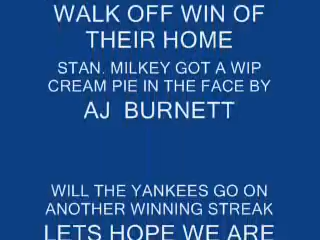 WALK OFF WIN OF
THEIR HOME
STAN. MILKEY GOT A WIP
CREAM PIE IN THE FACE BY
AJ BURNETT
WILL THE YANKEES GO ON
ANOTHER WINNING STREAK
LETS HOPE WE ARE